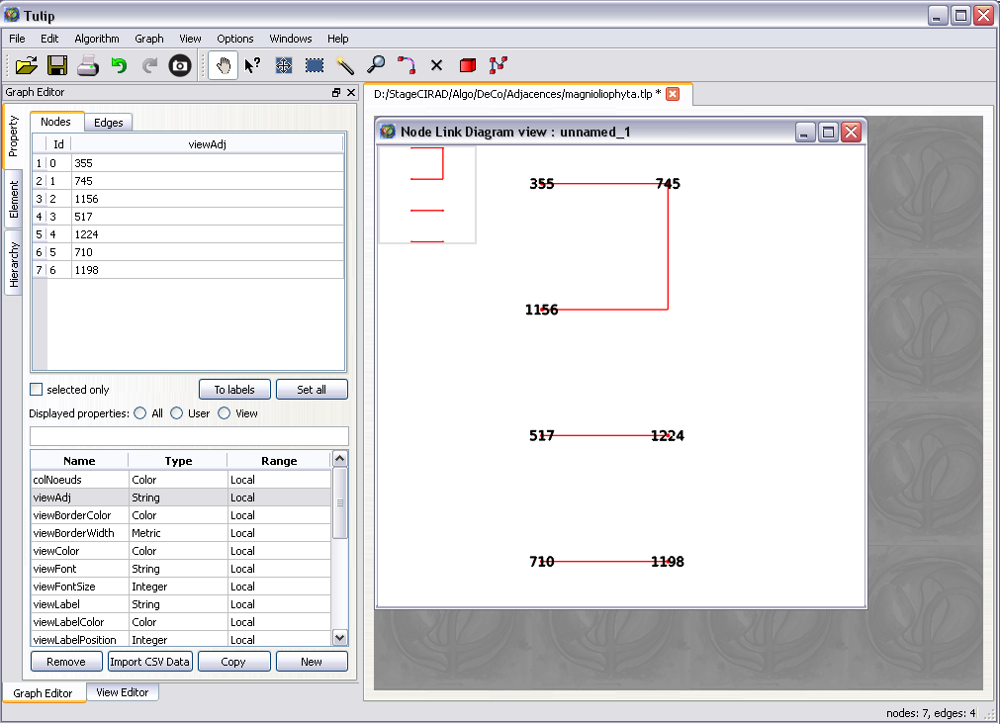 Tulip
File Edit Algorithm Graph View Options Windows Help
Graph Editor
Property
Element
Hierarchy
Nodes Edges
Id viewAdj
1 0 355
2 1 745
3 2 1156
4 3 517
5 4 1224
6 5 710
7 6 1198
selected only To labels Set all
Displayed properties: All User View
Name Type Range
colNoeuds Color Local
viewAdj String Local
viewBorderColor Color Local
viewBorderWidth Metric Local
viewColor Color Local
viewFont String Local
viewFontSize Integer Local
viewLabel String Local
viewLabelColor Color Local
viewLabelPosition Integer Local
Remove Import CSV Data Copy New
Graph Editor View Editor
D:/StageCIRAD/Algo/DeCo/Adjacences/magnioliophyta.tlp *
Node Link Diagram view : unnamed_1
355 745
1156
517 1224
710 1198
nodes: 7, edges: 4